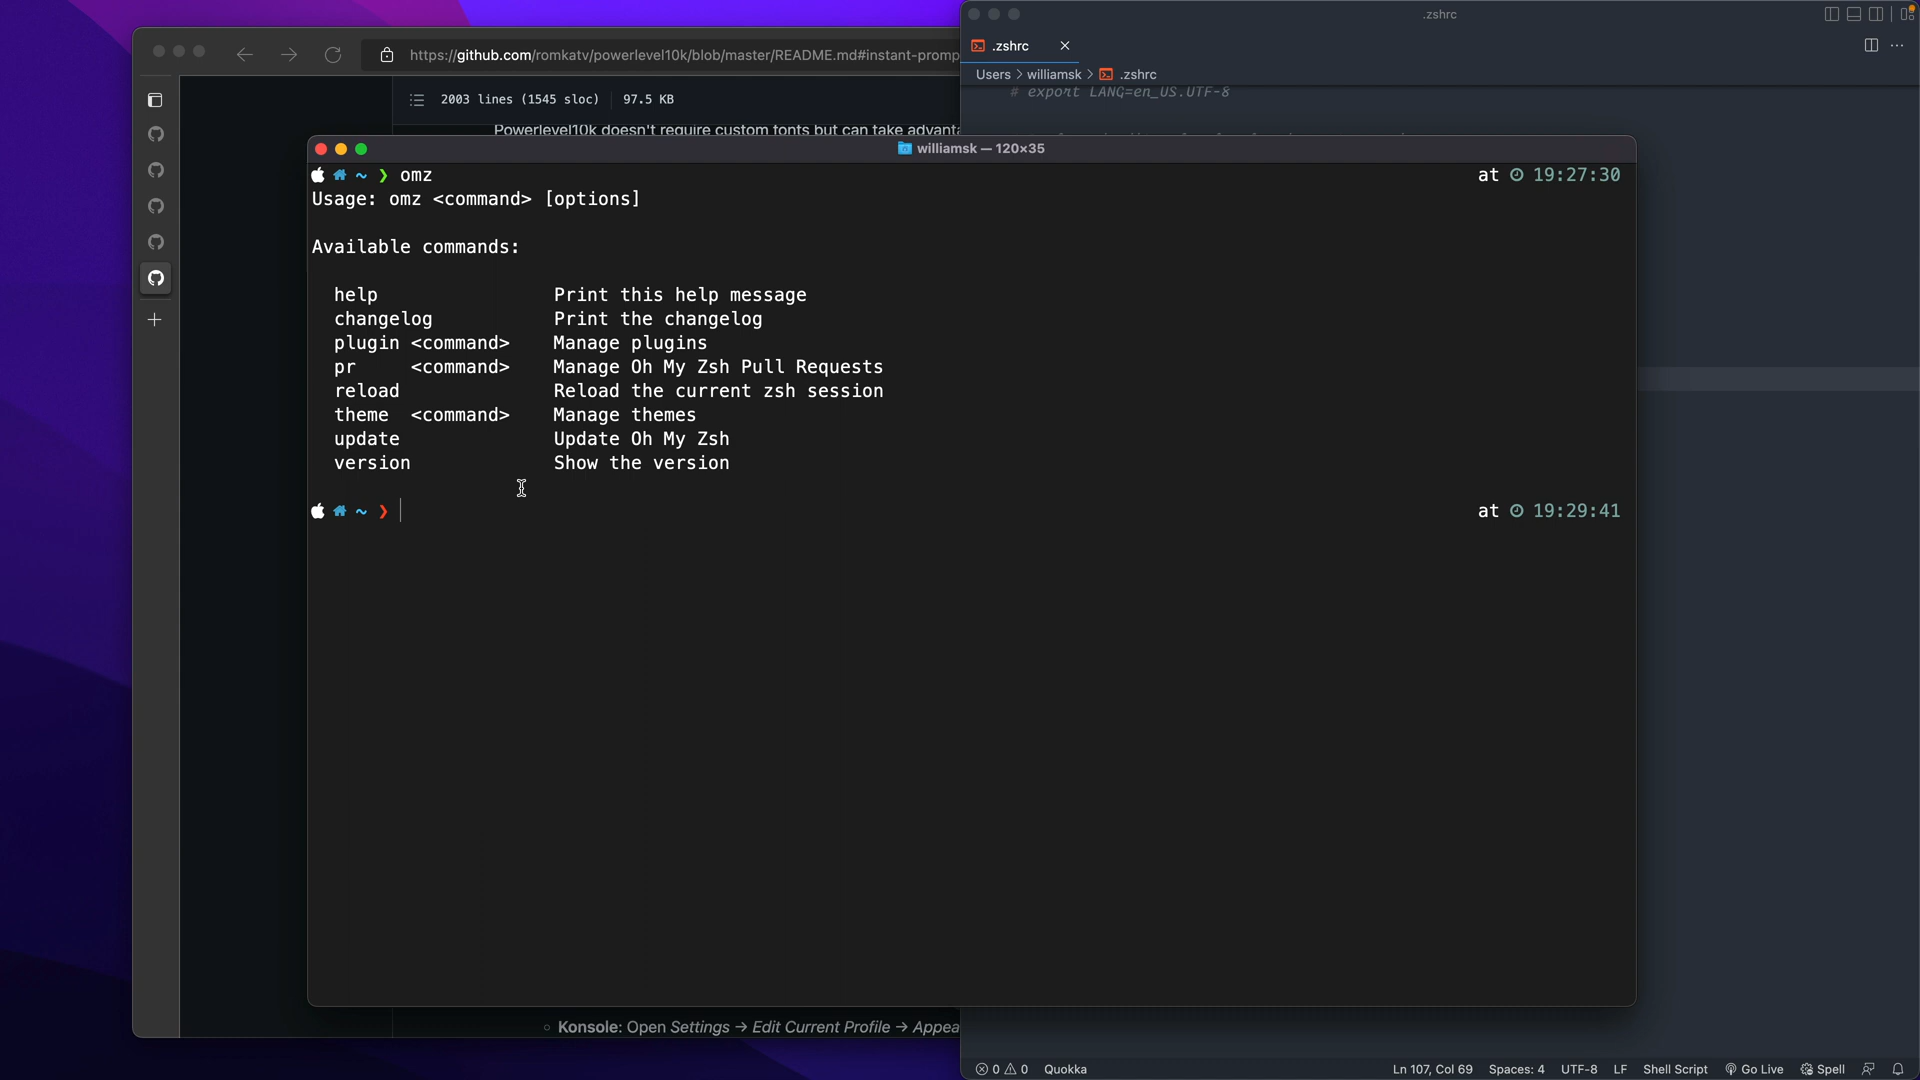 https://github.com/romkatv/powerlevel10k/blob/master/README.md#instant-promp
2003 lines (1545 sloc) 97.5 KB
Powerlevel10k doesn't require custom fonts but can take advanta
.zshrc
.zshrc
Users > williamsk > .zshrc
# export LANG=en_US.UTF-8
williamsk — 120×35
~ ❯ omz at 19:27:30
Usage: omz <command> [options]
Available commands:
help Print this help message
changelog Print the changelog
plugin <command> Manage plugins
pr <command> Manage Oh My Zsh Pull Requests
reload Reload the current zsh session
theme <command> Manage themes
update Update Oh My Zsh
version Show the version
~ ❯ at 19:29:41
Konsole: Open Settings → Edit Current Profile → Appea
0 0 Quokka Ln 107, Col 69 Spaces: 4 UTF-8 LF Shell Script Go Live Spell